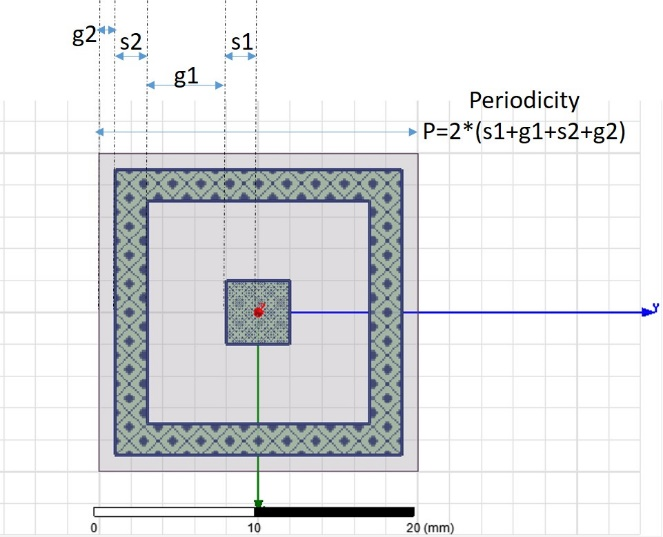 g2
s2
s1
g1
Periodicity
P=2*(s1+g1+s2+g2)
Y
0 10 20 (mm)